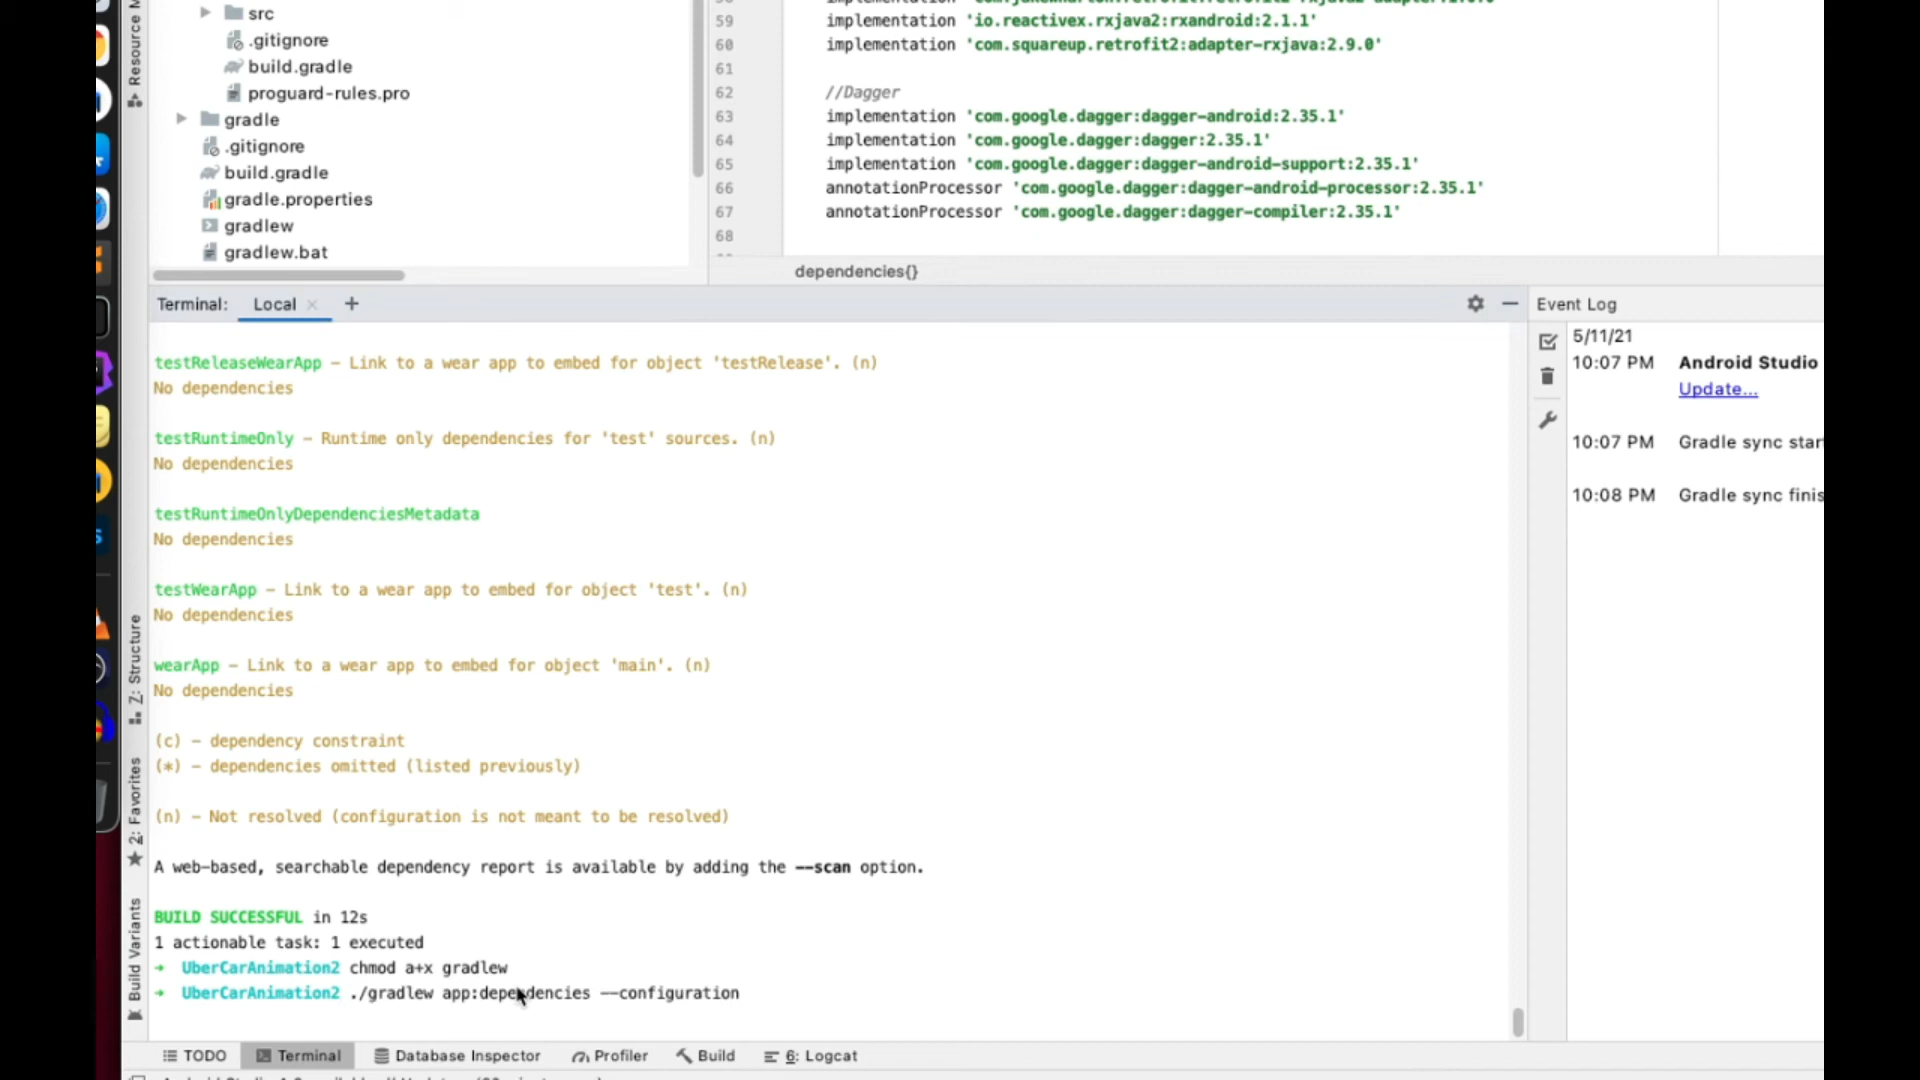 src
.gitignore
build.gradle
proguard-rules.pro
gradle
.gitignore
build.gradle
gradle.properties
gradlew
gradlew.bat
Resource M
59 implementation 'io.reactivex.rxjava2:rxandroid:2.1.1'
60 implementation 'com.squareup.retrofit2:adapter-rxjava:2.9.0'
61
62 //Dagger
63 implementation 'com.google.dagger:dagger-android:2.35.1'
64 implementation 'com.google.dagger:dagger:2.35.1'
65 implementation 'com.google.dagger:dagger-android-support:2.35.1'
66 annotationProcessor 'com.google.dagger:dagger-android-processor:2.35.1'
67 annotationProcessor 'com.google.dagger:dagger-compiler:2.35.1'
68
dependencies{}
Terminal: Local × +
testReleaseWearApp - Link to a wear app to embed for object 'testRelease'. (n)
No dependencies
testRuntimeOnly - Runtime only dependencies for 'test' sources. (n)
No dependencies
testRuntimeOnlyDependenciesMetadata
No dependencies
testWearApp - Link to a wear app to embed for object 'test'. (n)
No dependencies
wearApp - Link to a wear app to embed for object 'main'. (n)
No dependencies
(c) - dependency constraint
(*) - dependencies omitted (listed previously)
(n) - Not resolved (configuration is not meant to be resolved)
A web-based, searchable dependency report is available by adding the --scan option.
BUILD SUCCESSFUL in 12s
1 actionable task: 1 executed
➜ UberCarAnimation2 chmod a+x gradlew
➜ UberCarAnimation2 ./gradlew app:dependencies --configuration
Event Log
5/11/21
10:07 PM Android Studio
Update...
10:07 PM Gradle sync star
10:08 PM Gradle sync finis
Z: Structure
2: Favorites
Build Variants
TODO Terminal Database Inspector Profiler Build 6: Logcat